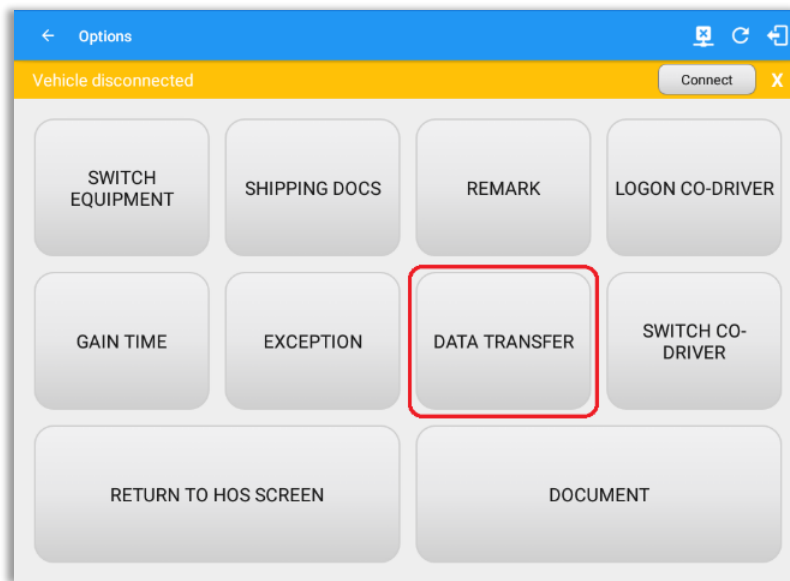 Options
Vehicle disconnected
Connect
X
SWITCH
EQUIPMENT
SHIPPING DOCS
REMARK
LOGON CO-DRIVER
GAIN TIME
EXCEPTION
DATA TRANSFER
SWITCH CO-
DRIVER
RETURN TO HOS SCREEN
DOCUMENT